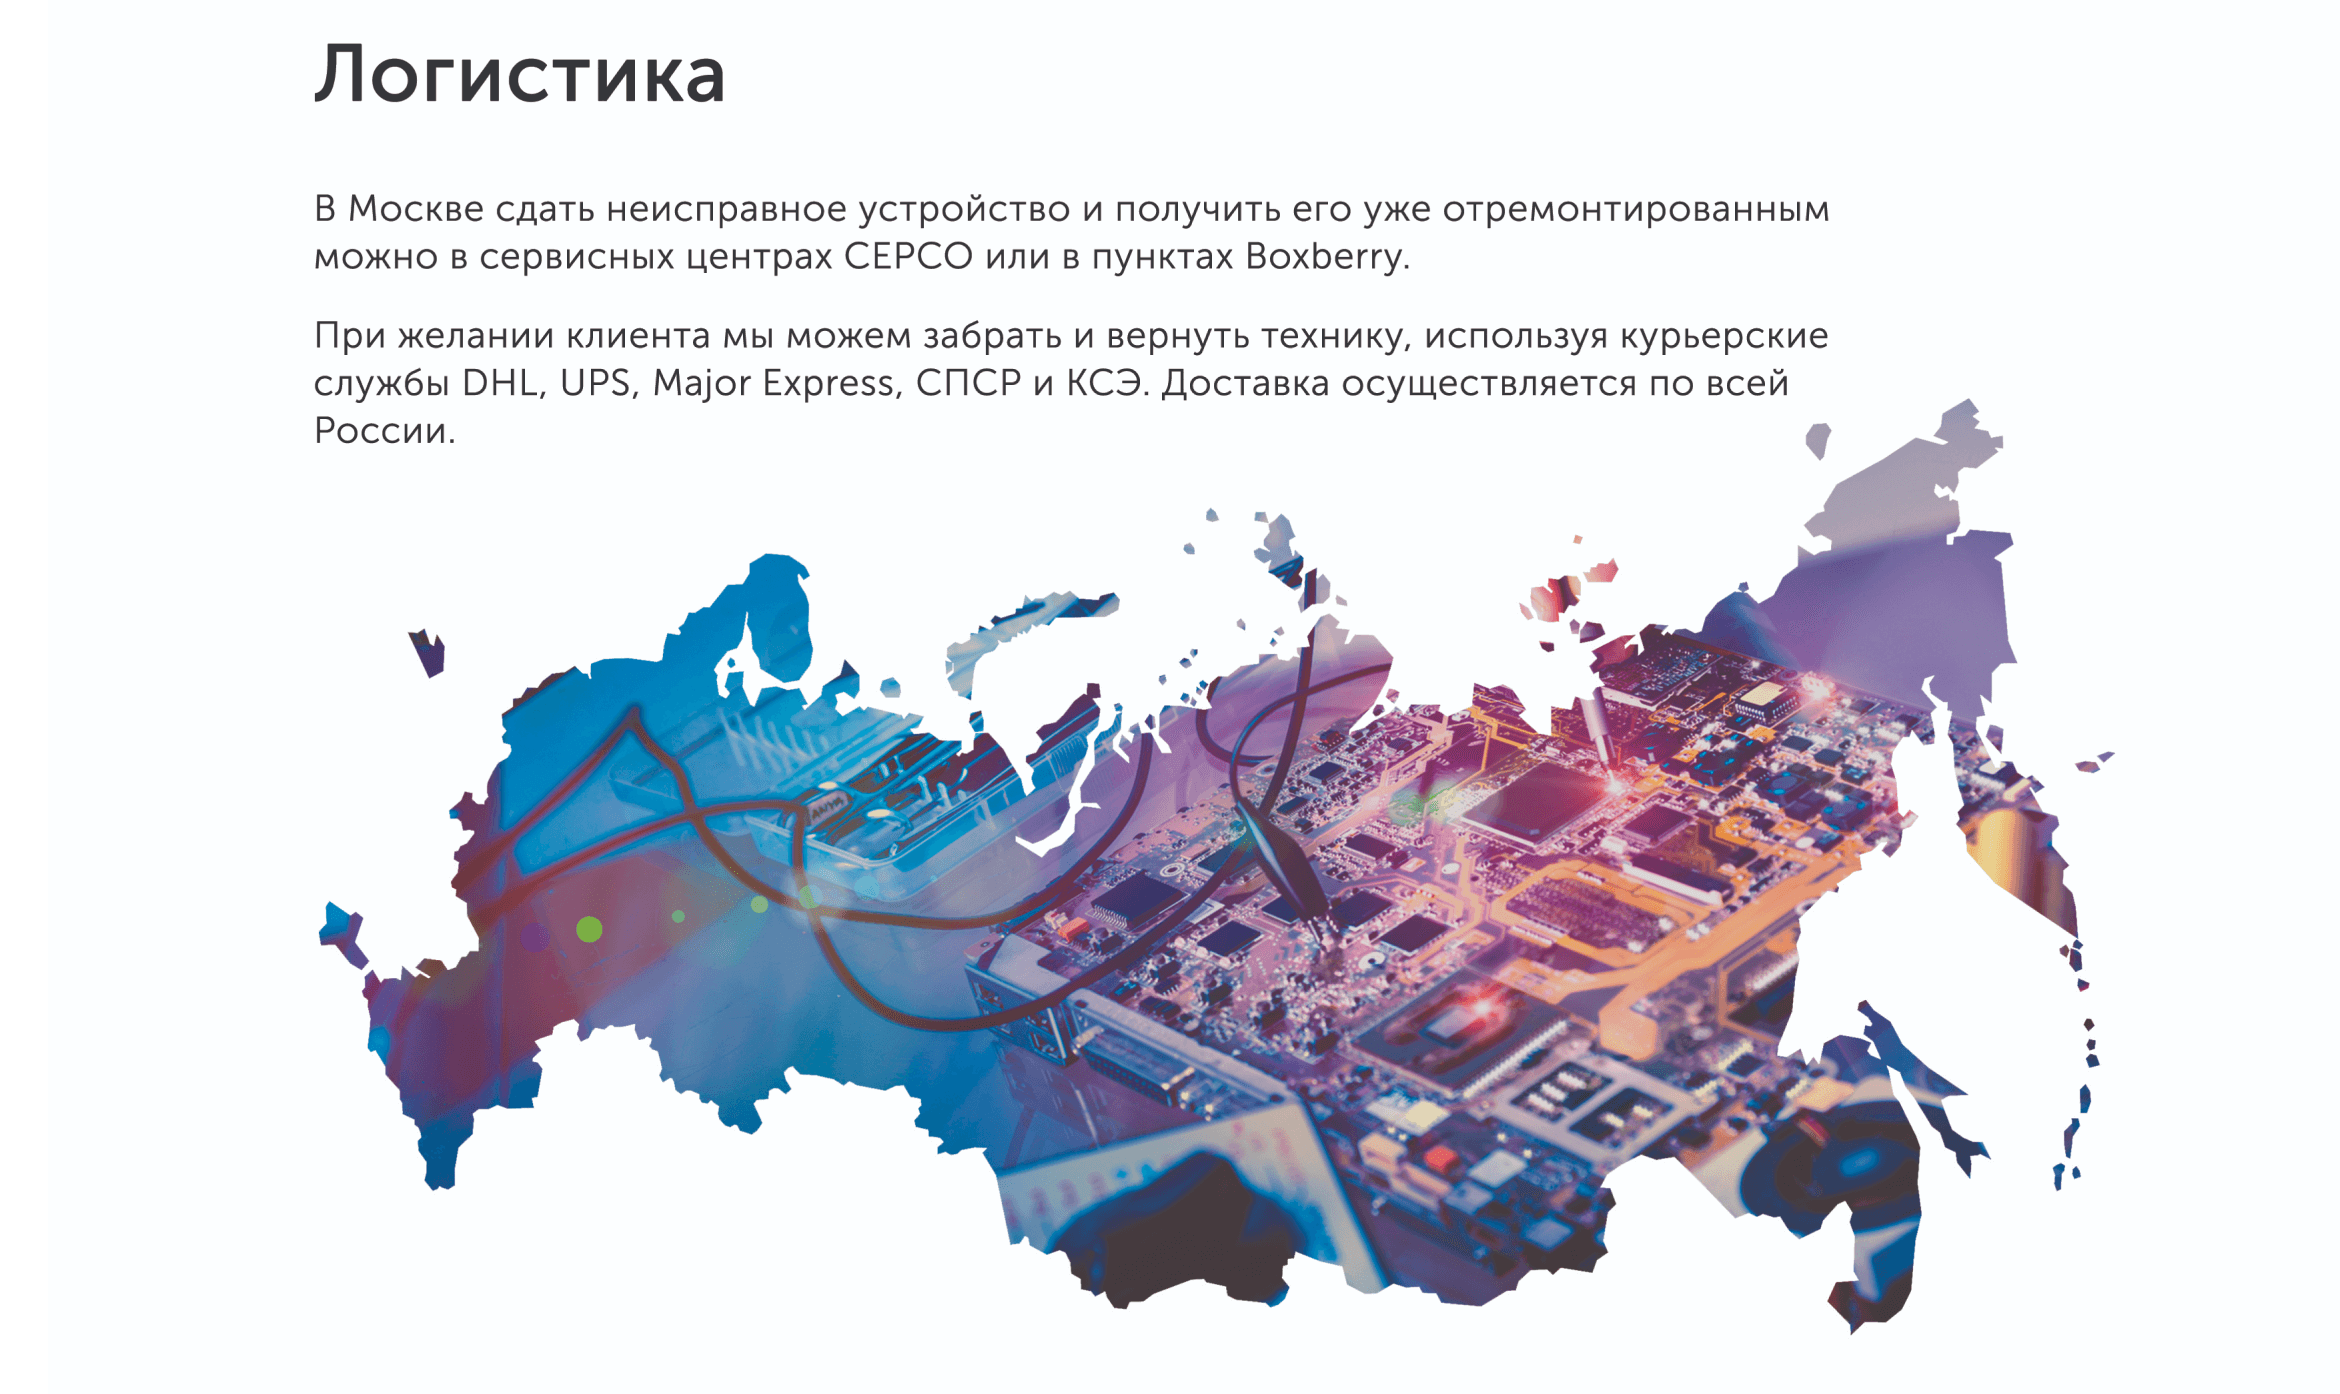 Логистика
В Москве сдать неисправное устройство и получить его уже отремонтированным
можно в сервисных центрах СЕРСО или в пунктах Boxberry.
При желании клиента мы можем забрать и вернуть технику, используя курьерские
службы DHL, UPS, Major Express, СПСР и КСЭ. Доставка осуществляется по всей
России.